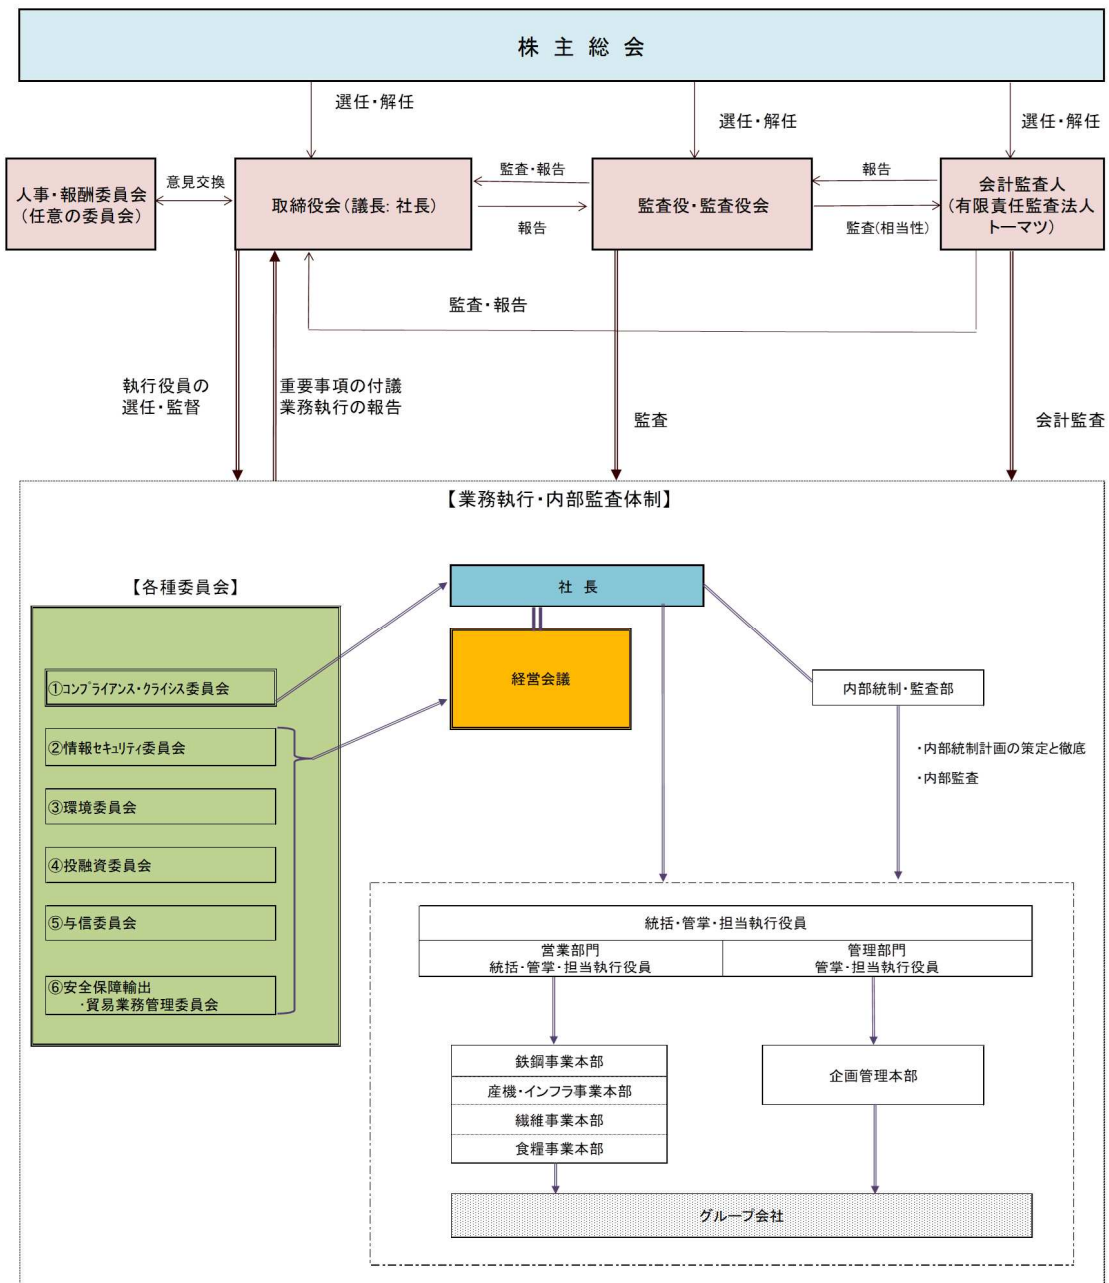 株主総会
選任・解任
選任・解任
選任・解任
人事・報酬委員会
(任意の委員会)
意見交換
取締役会(議長:社長)
監査・報告
報告
監査役・監査役会
報告
監査(相当性)
会計監査人
(有限責任監査法人
トーマツ)
監査・報告
執行役員の
選任・監督
重要事項の付議
業務執行の報告
監査
会計監査
【業務執行・内部監査体制】
【各種委員会】
社長
経営会議
①ｺﾝﾌﾟﾗｲｱﾝｽ・ｸﾗｲｼｽ委員会
②情報ｾｷｭﾘﾃｨ委員会
③環境委員会
④投融資委員会
⑤与信委員会
⑥安全保障輸出
・貿易業務管理委員会
内部統制・監査部
・内部統制計画の策定と徹底
・内部監査
統括・管掌・担当執行役員
営業部門
統括・管掌・担当執行役員
管理部門
管掌・担当執行役員
鉄鋼事業本部
産機・インフラ事業本部
繊維事業本部
食糧事業本部
企画管理本部
グループ会社